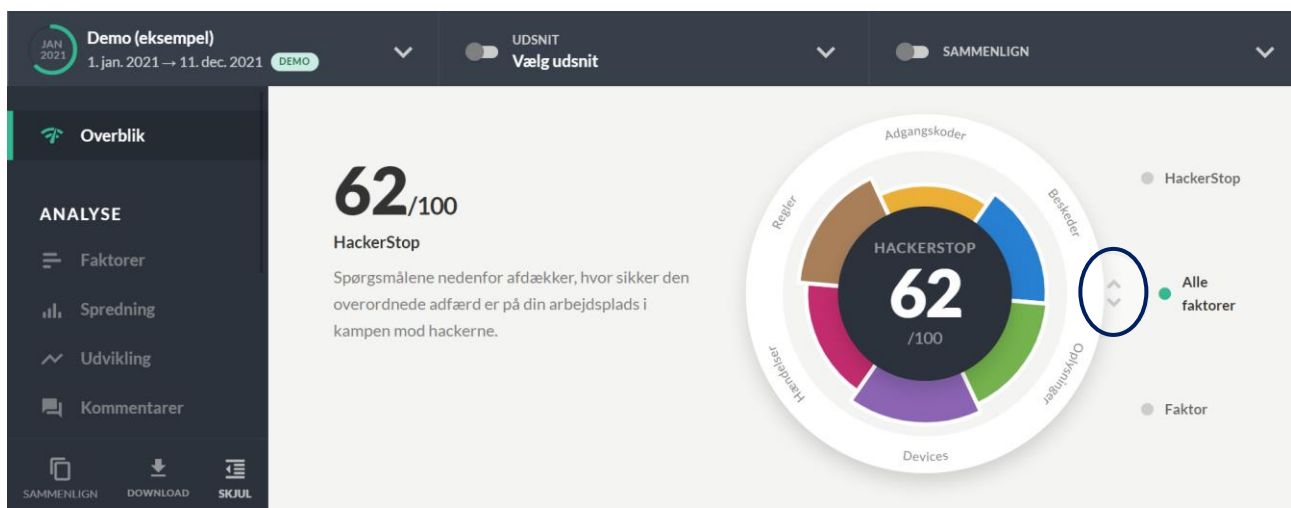 JAN
2021
Demo (eksempel)
1. jan. 2021 → 11. dec. 2021 DEMO
UDSNIT
Vælg udsnit
SAMMENLIGN
Overblik
ANALYSE
Faktorer
Spredning
Udvikling
Kommentarer
SAMMENLIGN
DOWNLOAD
SKJUL
62/100
HackerStop
Spørgsmålene nedenfor afdækker, hvor sikker den
overordnede adfærd er på din arbejdsplads i
kampen mod hackerne.
Adgangskoder
Beskeder
Oplysninger
Devices
Hændelser
Regler
HACKERSTOP
62
/100
HackerStop
Alle
faktorer
Faktor